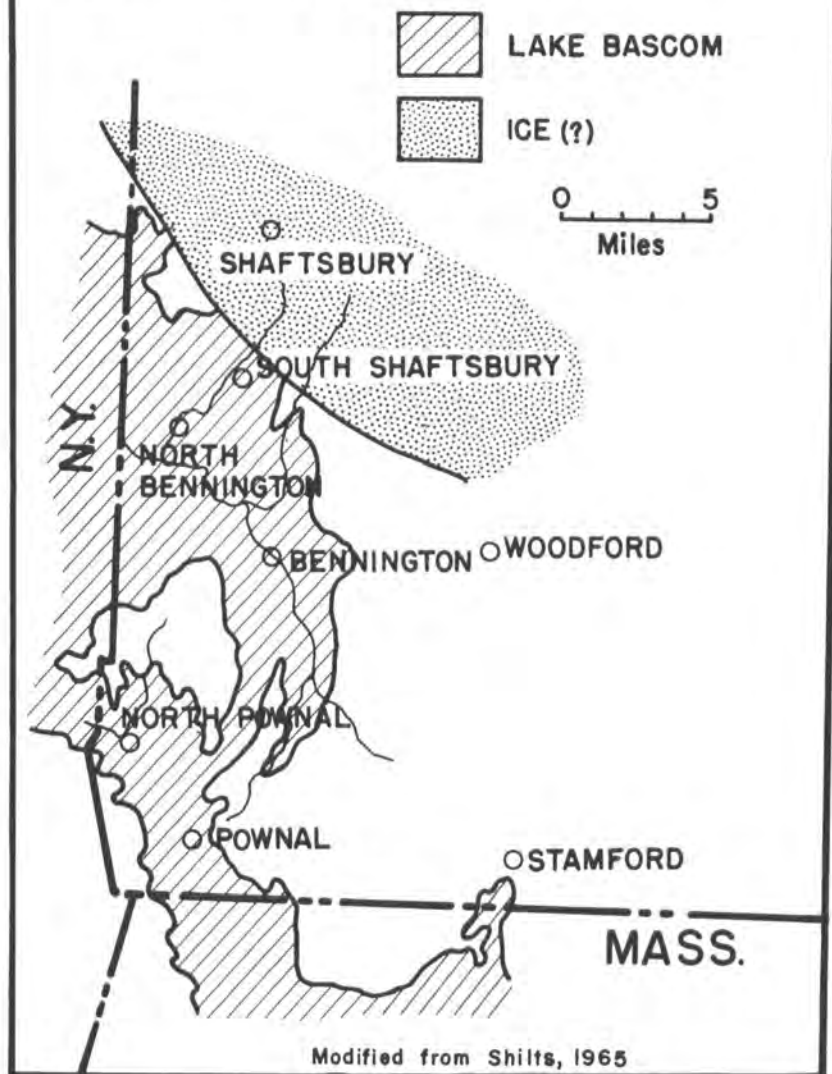 LAKE BASCOM
ICE (?)
0 5
Miles
SHAFTSBURY
SOUTH SHAFTSBURY
N.Y.
NORTH
BENNINGTON
BENNINGTON
WOODFORD
NORTH POWNAL
POWNAL
STAMFORD
MASS.
Modified from Shilts, 1965